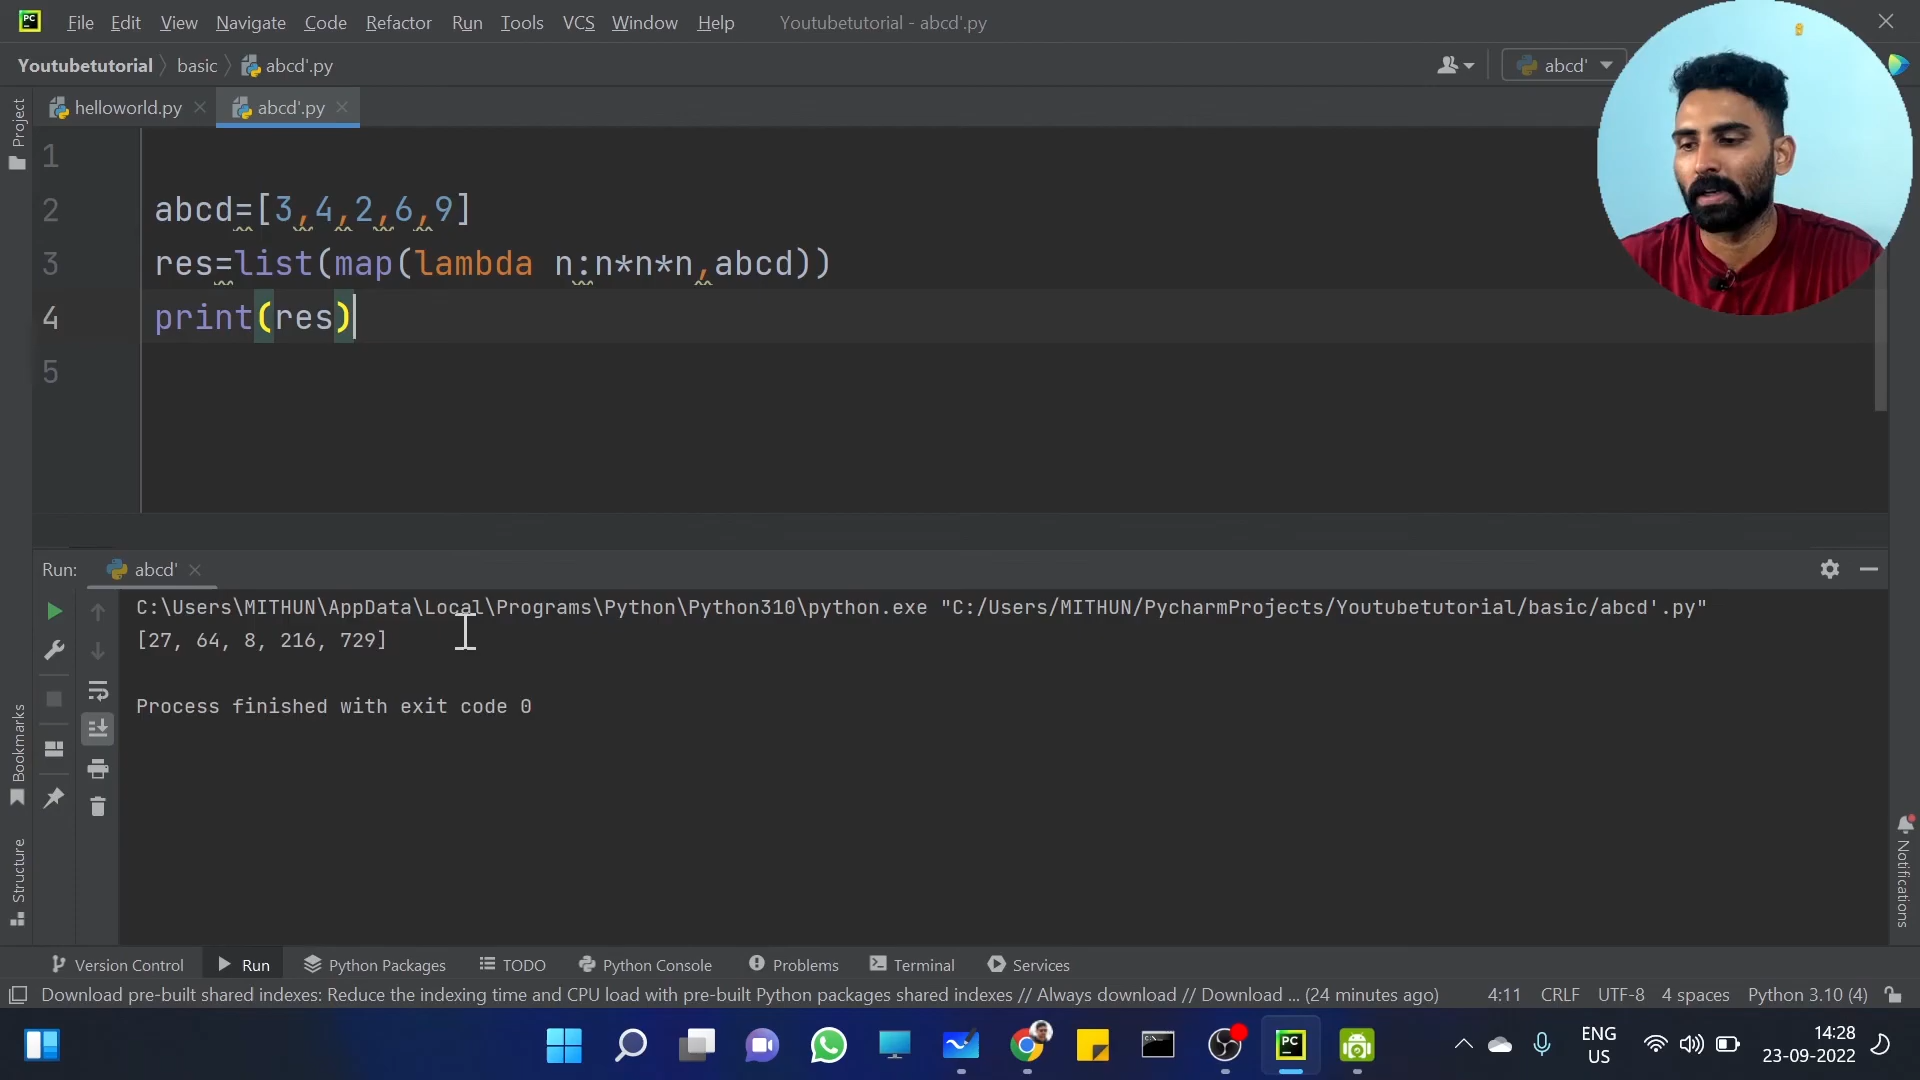 PC File Edit View Navigate Code Refactor Run Tools VCS Window Help Youtubetutorial - abcd'.py
Youtubetutorial basic abcd'.py abcd'
helloworld.py abcd'.py
Project
1
2 abcd=[3,4,2,6,9]
3 res=list(map(lambda n:n*n*n,abcd))
4 print(res)
5
Run: abcd'
C:\Users\MITHUN\AppData\Local\Programs\Python\Python310\python.exe "C:/Users/MITHUN/PycharmProjects/Youtubetutorial/basic/abcd'.py"
[27, 64, 8, 216, 729]
Process finished with exit code 0
Bookmarks
Structure
Notifications
Version Control Run Python Packages TODO Python Console Problems Terminal Services
Download pre-built shared indexes: Reduce the indexing time and CPU load with pre-built Python packages shared indexes // Always download // Download ... (24 minutes ago) 4:11 CRLF UTF-8 4 spaces Python 3.10 (4)
PC ENG 14:28
US 23-09-2022